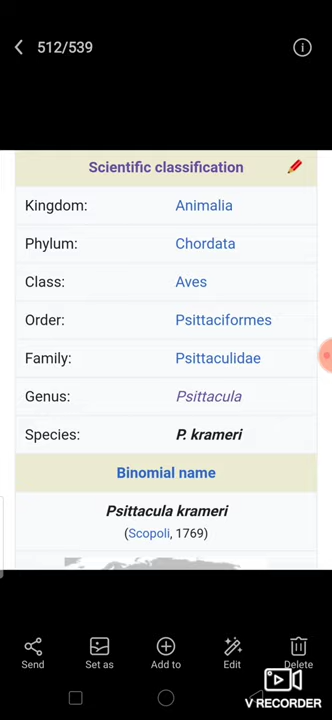 512/539
Scientific classification
Kingdom: Animalia
Phylum: Chordata
Class: Aves
Order: Psittaciformes
Family: Psittaculidae
Genus: Psittacula
Species: P. krameri
Binomial name
Psittacula krameri
(Scopoli, 1769)
Send Set as Add to Edit Delete
V RECORDER